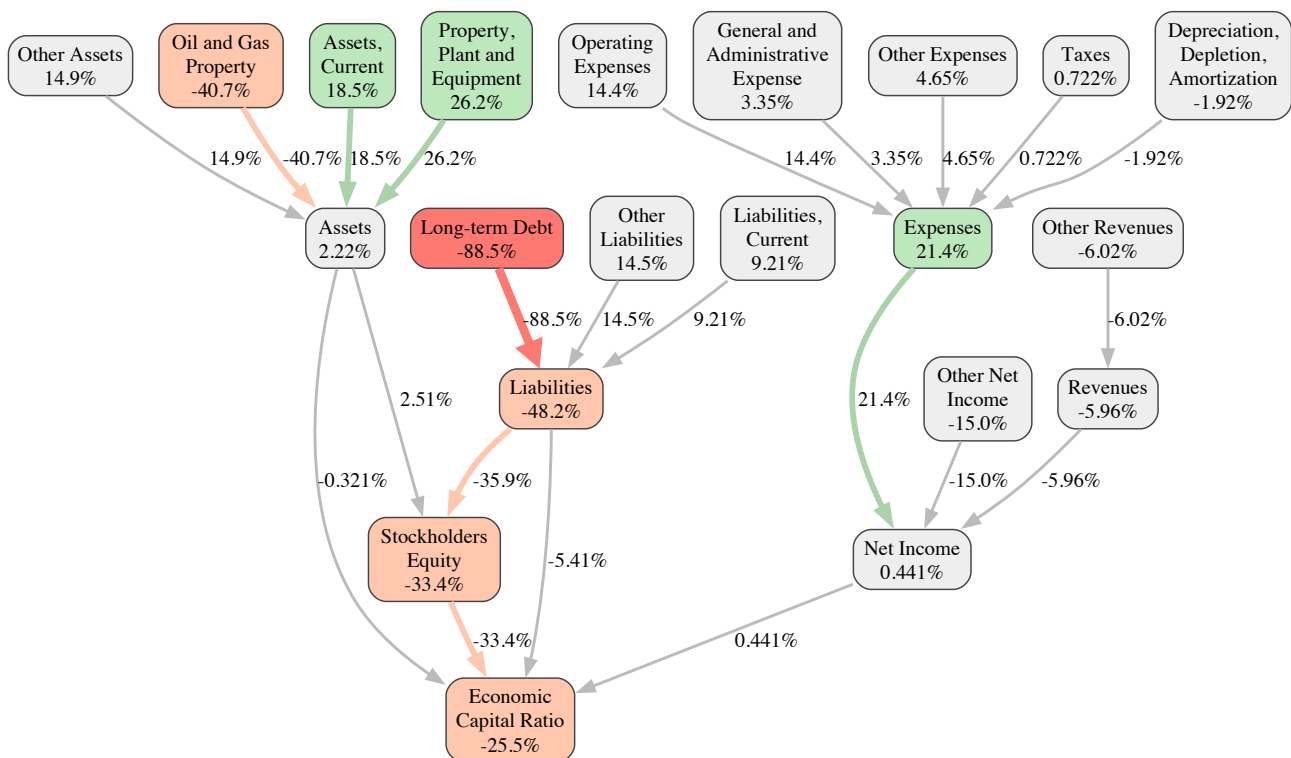 Other Assets
14.9%
Oil and Gas
Property
-40.7%
Assets,
Current
18.5%
Property,
Plant and
Equipment
26.2%
Operating
Expenses
14.4%
General and
Administrative
Expense
3.35%
Other Expenses
4.65%
Taxes
0.722%
Depreciation,
Depletion,
Amortization
-1.92%
14.9%
-40.7%
18.5%
26.2%
14.4%
3.35%
4.65%
0.722%
-1.92%
Assets
2.22%
Long-term Debt
-88.5%
Other
Liabilities
14.5%
Liabilities,
Current
9.21%
Expenses
21.4%
Other Revenues
-6.02%
-88.5%
14.5%
9.21%
-6.02%
Liabilities
-48.2%
2.51%
21.4%
Other Net
Income
-15.0%
Revenues
-5.96%
-0.321%
-35.9%
-15.0%
-5.96%
Stockholders
Equity
-33.4%
-5.41%
Net Income
0.441%
-33.4%
0.441%
Economic
Capital Ratio
-25.5%